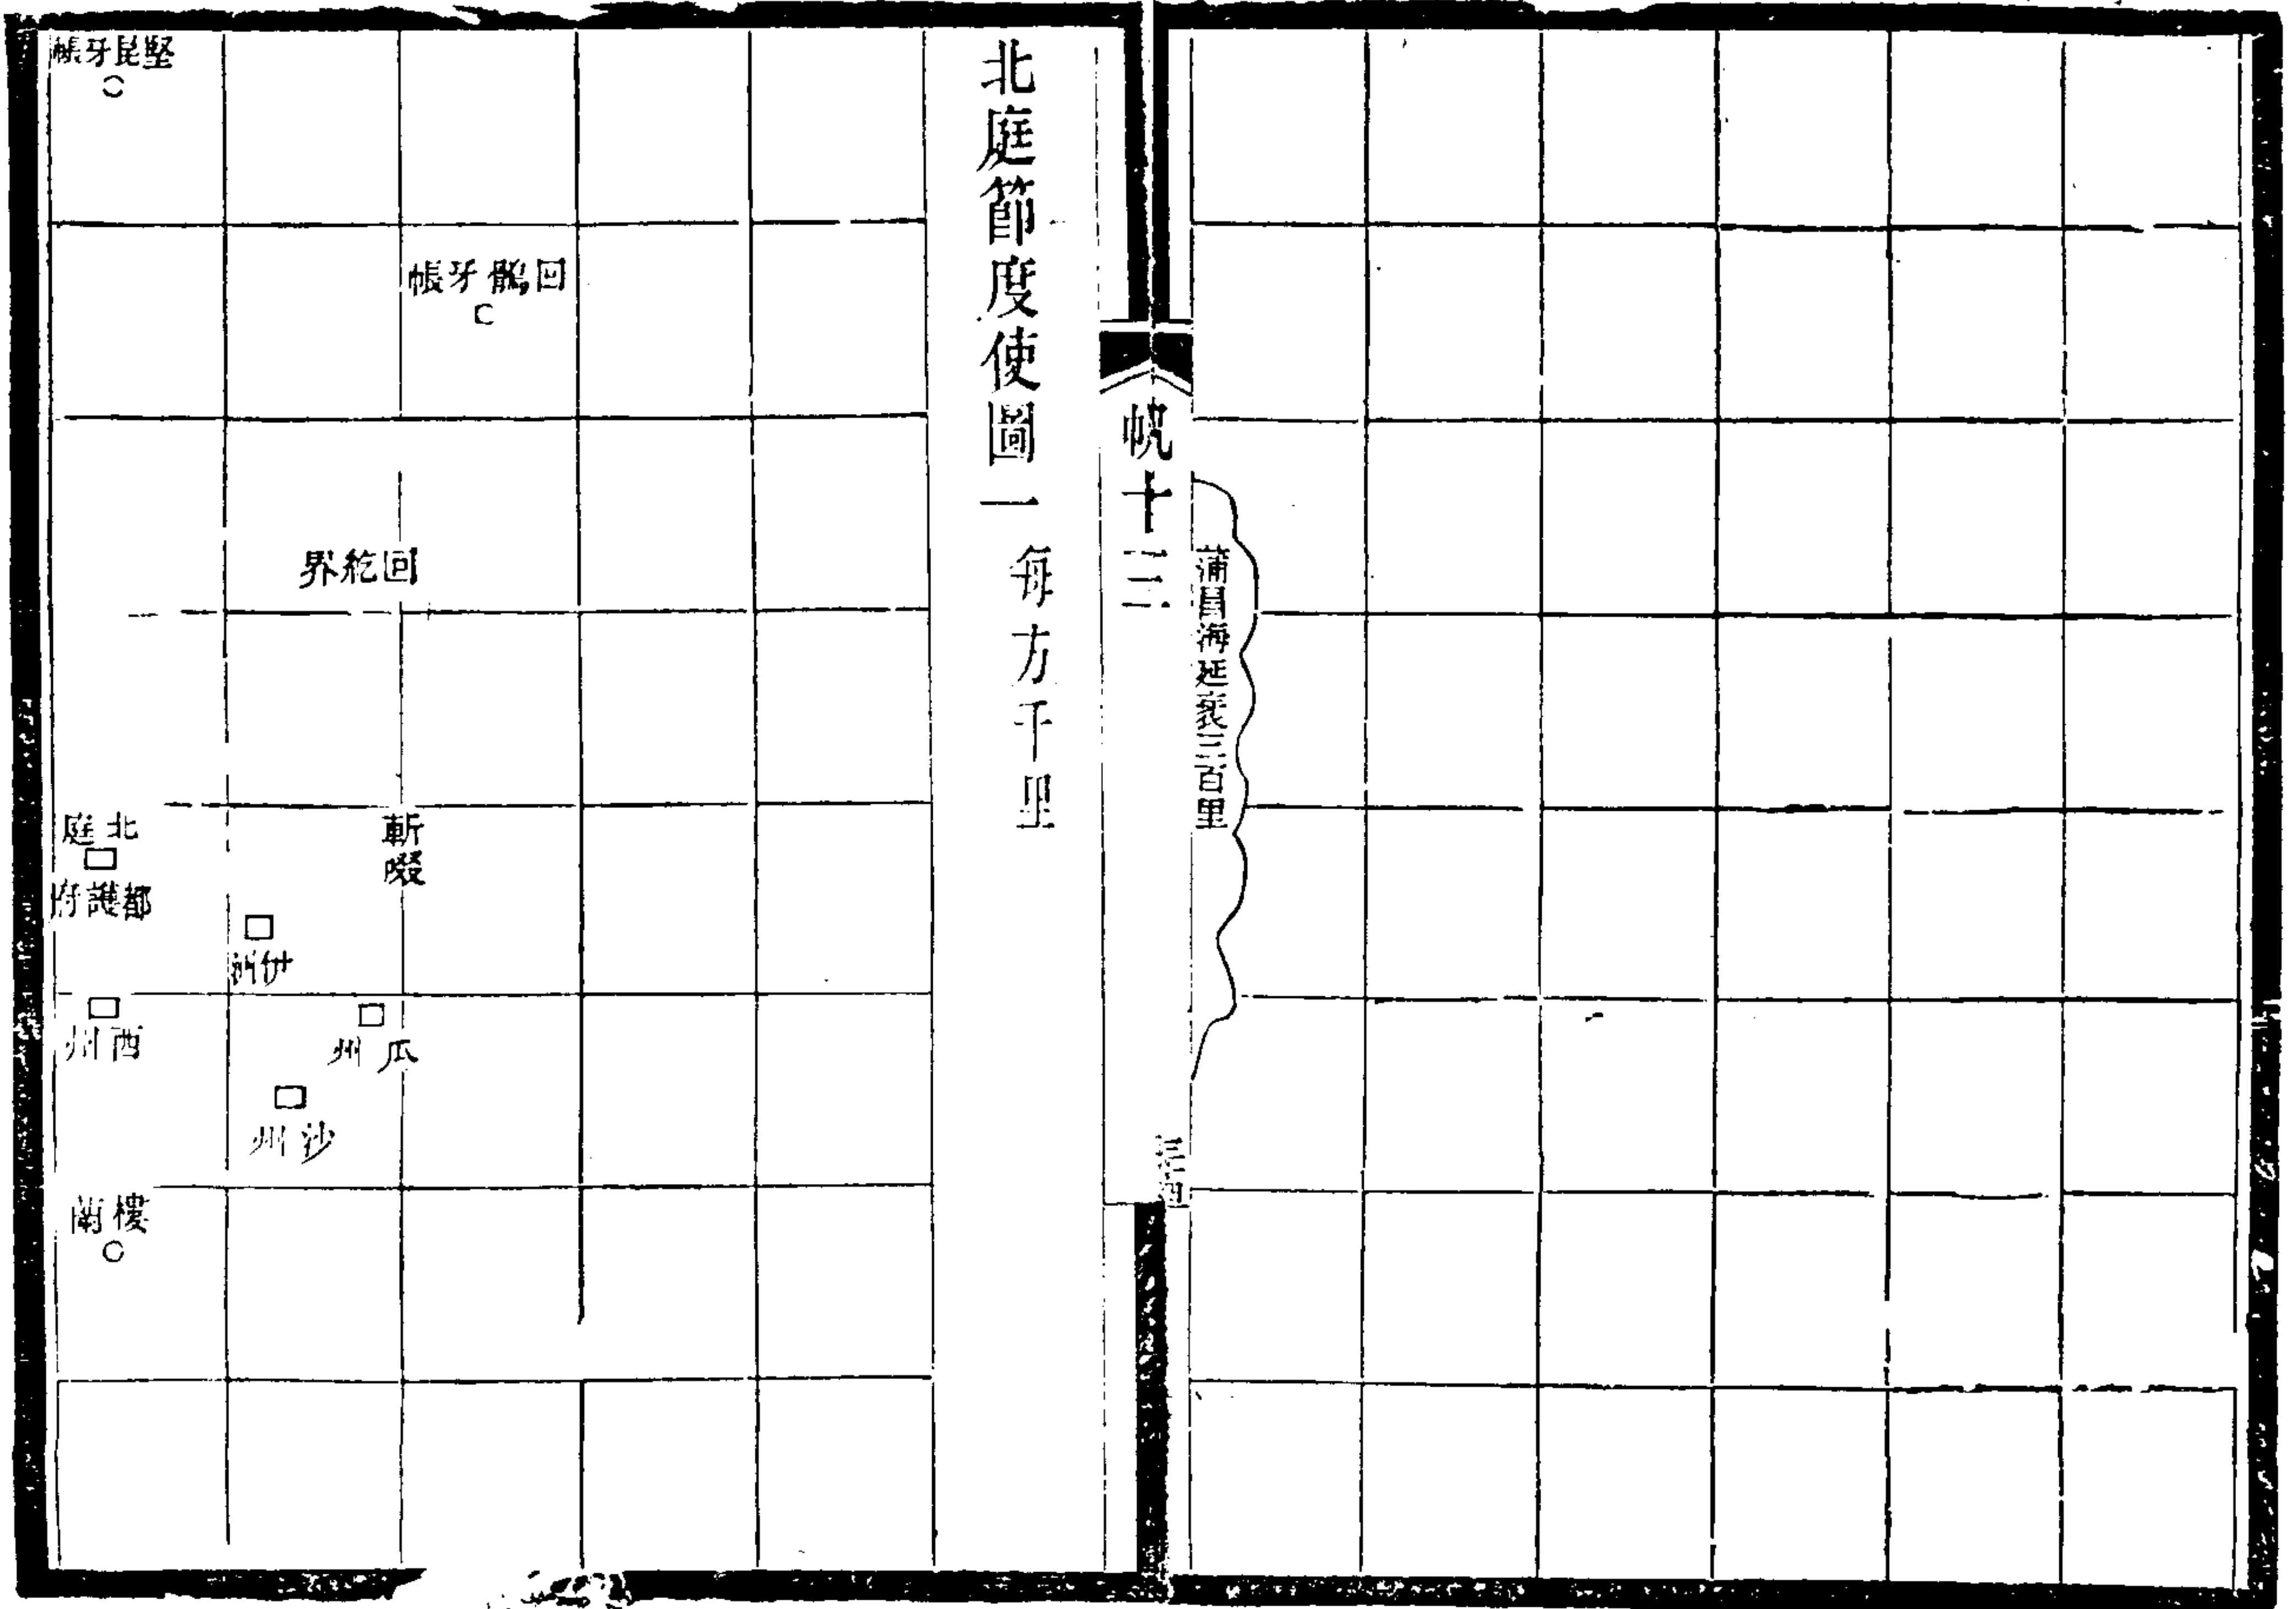 蒲昌海延袤三百里
帙十三
北庭節度使圖一 每方千里
堅昆牙帳
回鶻牙帳
回紇界
斬啜
北庭
都護府
伊州
西州
瓜州
沙州
樓蘭